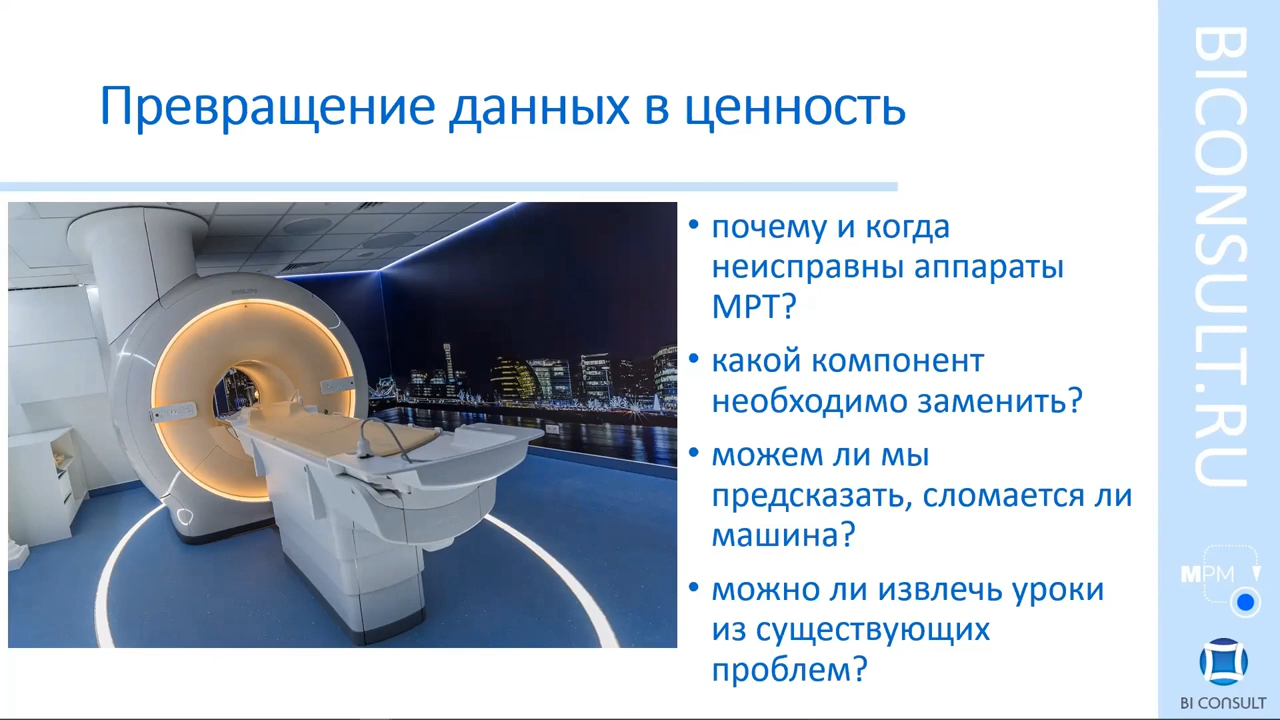 Превращение данных в ценность
• почему и когда
неисправны аппараты
МРТ?
• какой компонент
необходимо заменить?
• можем ли мы
предсказать, сломается ли
машина?
• можно ли извлечь уроки
из существующих
проблем?
BICONSULT.RU
MPM
BI CONSULT